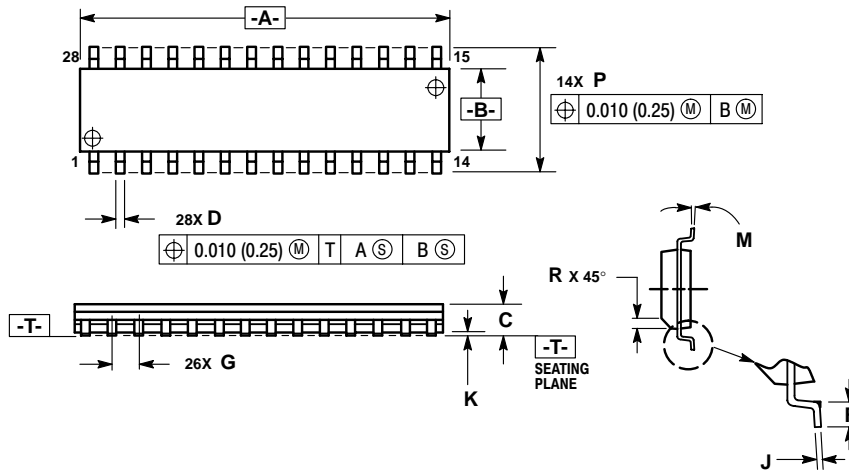 -A-
28
15
14X P
-B-
⌖ 0.010 (0.25) Ⓜ B Ⓜ
1
14
28X D
⌖ 0.010 (0.25) Ⓜ T A Ⓢ B Ⓢ
M
R X 45°
-T-
C
26X G
K
-T-
SEATING
PLANE
J